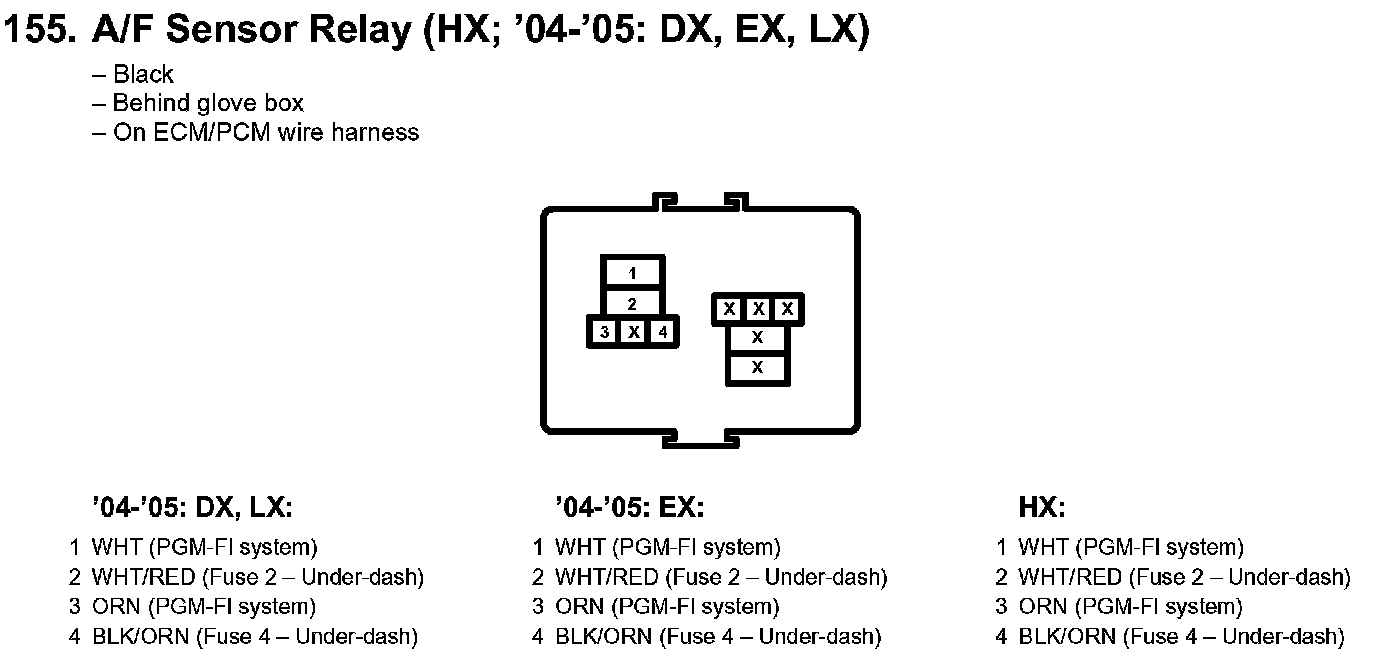 155. A/F Sensor Relay (HX; ’04-’05: DX, EX, LX)
– Black
– Behind glove box
– On ECM/PCM wire harness
1
2
3 X 4
X X X
X
X
’04-’05: DX, LX:
1 WHT (PGM-FI system)
2 WHT/RED (Fuse 2 – Under-dash)
3 ORN (PGM-FI system)
4 BLK/ORN (Fuse 4 – Under-dash)
’04-’05: EX:
1 WHT (PGM-FI system)
2 WHT/RED (Fuse 2 – Under-dash)
3 ORN (PGM-FI system)
4 BLK/ORN (Fuse 4 – Under-dash)
HX:
1 WHT (PGM-FI system)
2 WHT/RED (Fuse 2 – Under-dash)
3 ORN (PGM-FI system)
4 BLK/ORN (Fuse 4 – Under-dash)